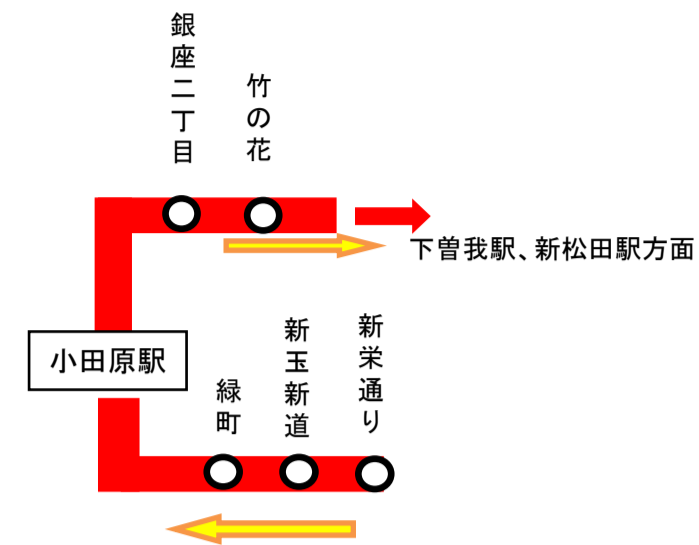 銀座二丁目
竹の花
下曽我駅、新松田駅方面
小田原駅
緑町
新玉新道
新栄通り